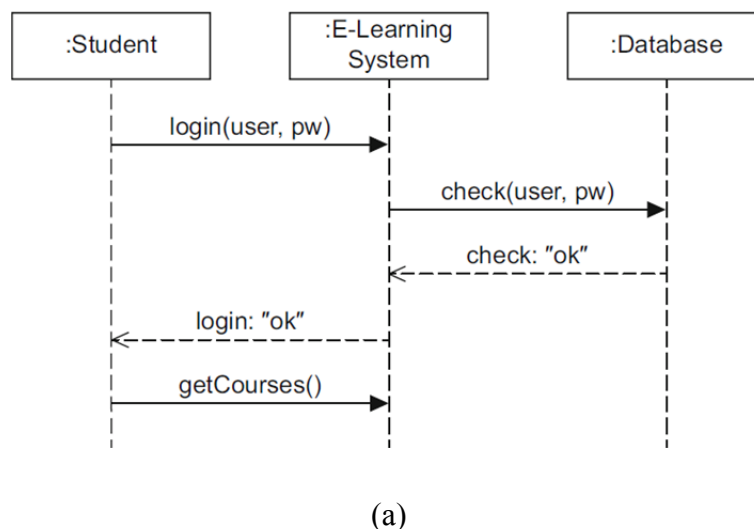 :Student
:E-Learning
System
:Database
login(user, pw)
check(user, pw)
check: "ok"
login: "ok"
getCourses()
(a)